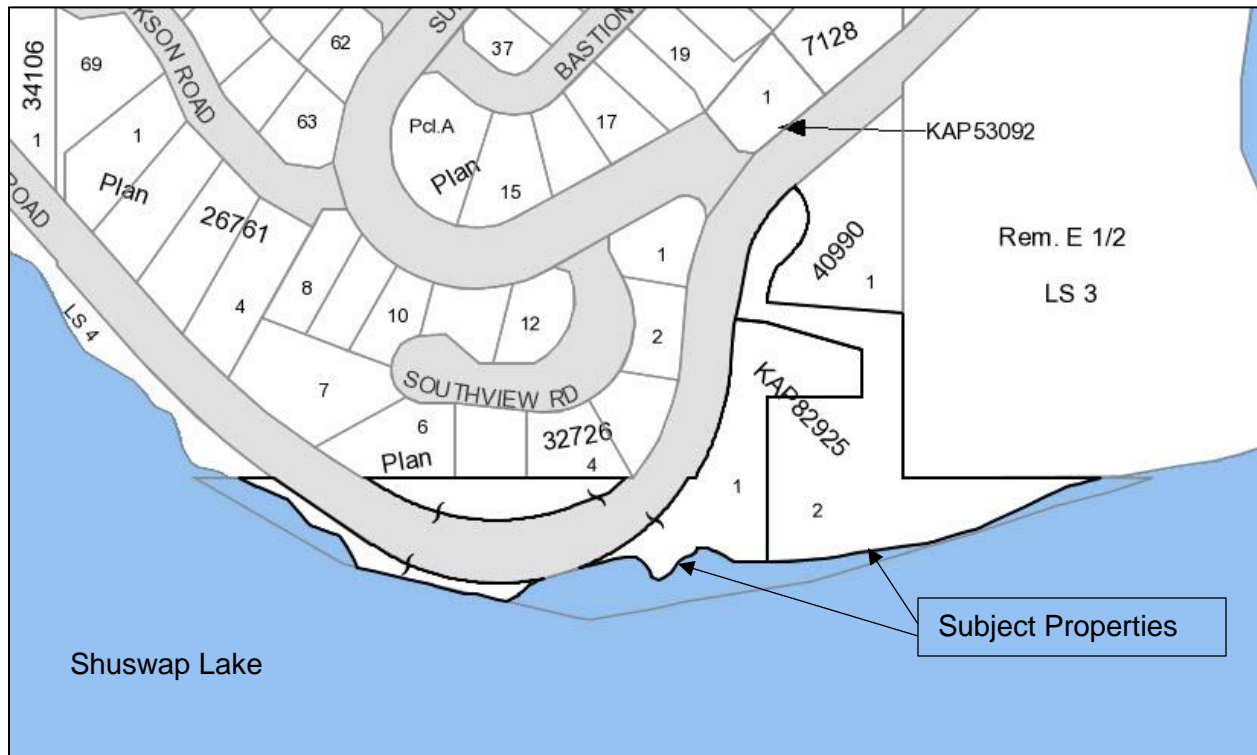 34106
1
69
1
Plan
KSON ROAD
62
63
SU
37
BASTION
19
7128
1
KAP53092
Pcl.A
Plan
15
17
ROAD
26761
4
8
10
12
1
2
40990
1
Rem. E 1/2
LS 3
LS 4
7
SOUTHVIEW RD
6
Plan
32726
4
KAP82925
1
2
Subject Properties
Shuswap Lake